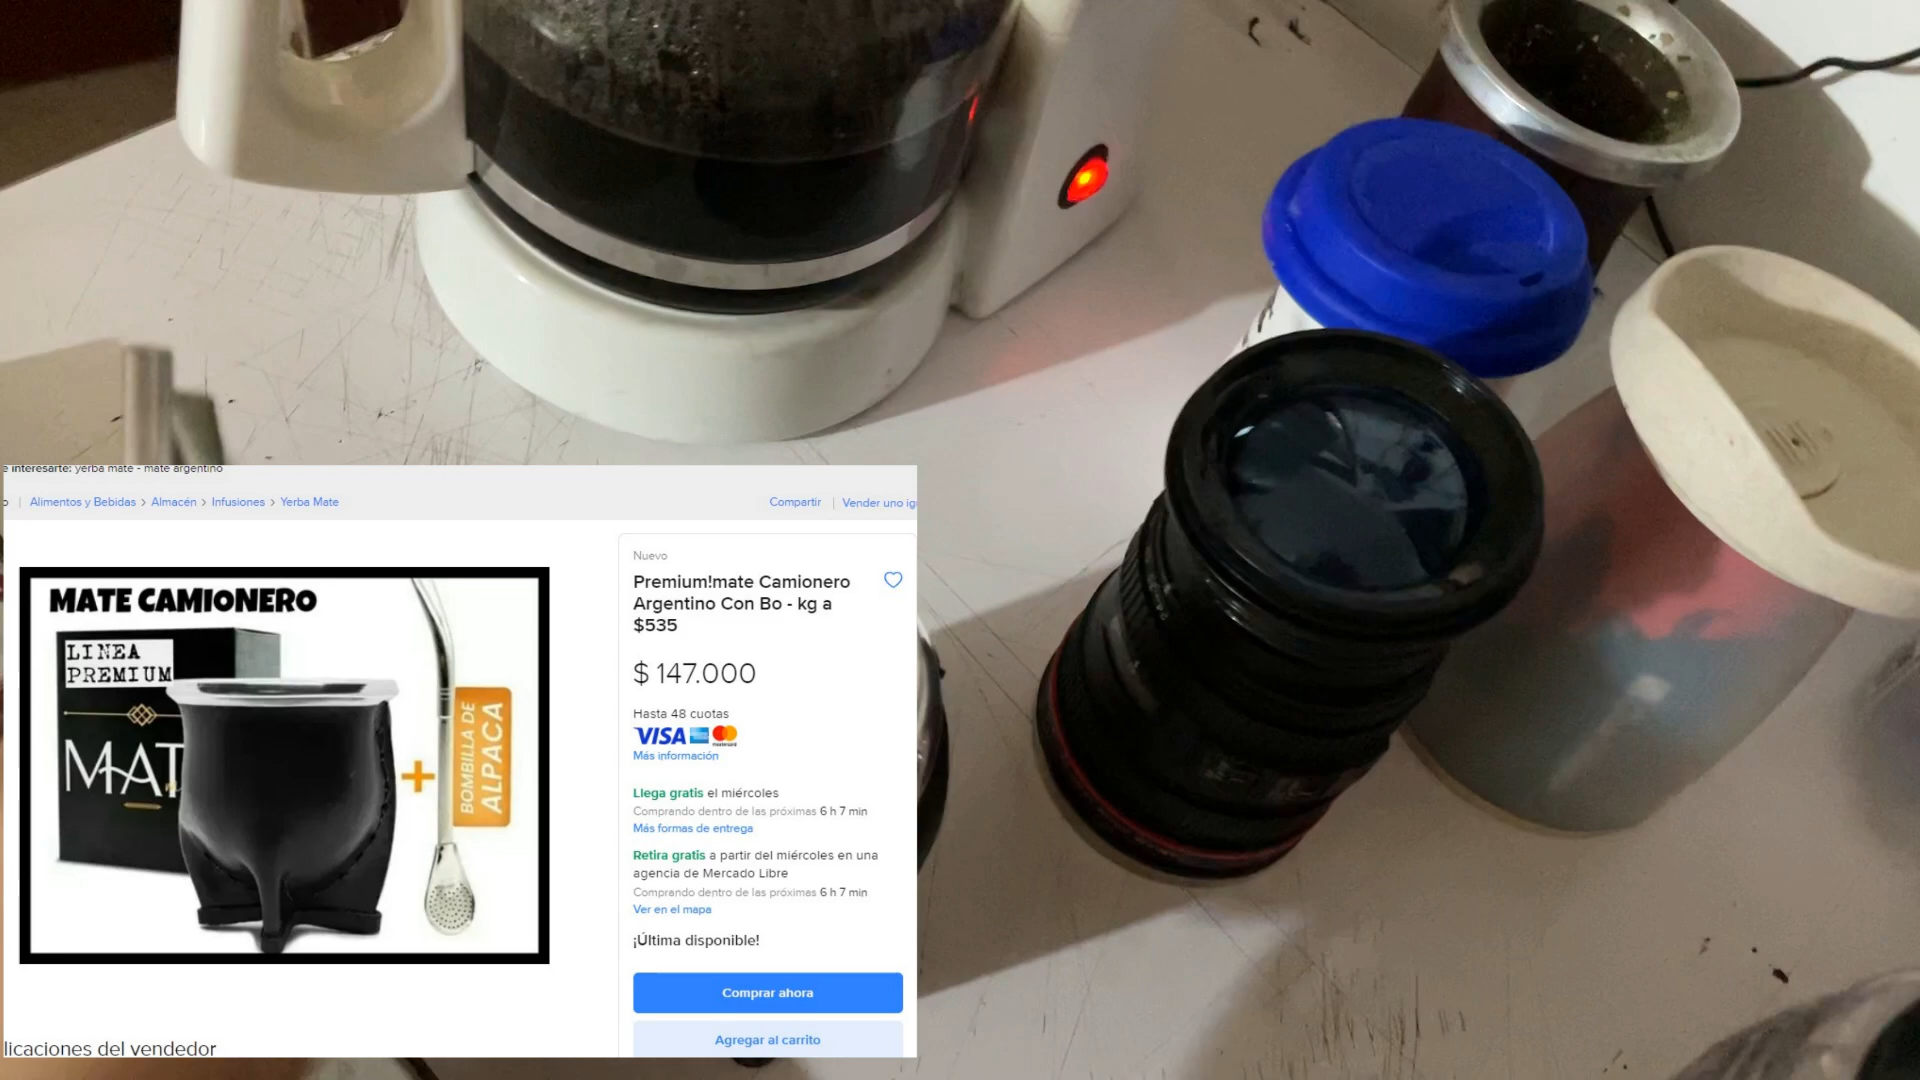 e interesarte: yerba mate - mate argentino
o | Alimentos y Bebidas > Almacén > Infusiones > Yerba Mate
Compartir | Vender uno ig
MATE CAMIONERO
LINEA
PREMIUM
MAT
+
BOMBILLA DE
ALPACA
Nuevo
Premium!mate Camionero
Argentino Con Bo - kg a
$535
$ 147.000
Hasta 48 cuotas
VISA
Más información
Llega gratis el miércoles
Comprando dentro de las próximas 6 h 7 min
Más formas de entrega
Retira gratis a partir del miércoles en una
agencia de Mercado Libre
Comprando dentro de las próximas 6 h 7 min
Ver en el mapa
¡Última disponible!
Comprar ahora
Agregar al carrito
licaciones del vendedor